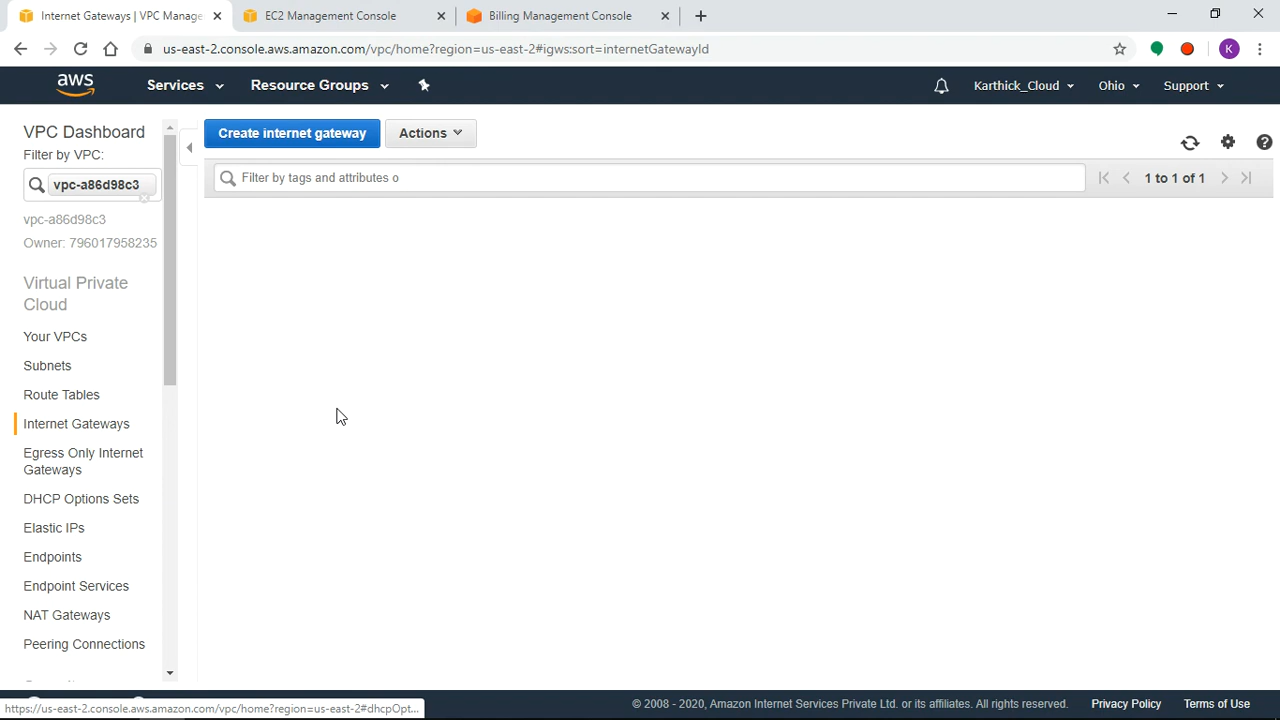 Internet Gateways | VPC Manage
EC2 Management Console
Billing Management Console
us-east-2.console.aws.amazon.com/vpc/home?region=us-east-2#igws:sort=internetGatewayId
K
aws
Services
Resource Groups
Karthick_Cloud
Ohio
Support
VPC Dashboard
Filter by VPC:
vpc-a86d98c3
vpc-a86d98c3
Owner: 796017958235
Virtual Private
Cloud
Your VPCs
Subnets
Route Tables
Internet Gateways
Egress Only Internet
Gateways
DHCP Options Sets
Elastic IPs
Endpoints
Endpoint Services
NAT Gateways
Peering Connections
Create internet gateway
Actions
Filter by tags and attributes o
1 to 1 of 1
https://us-east-2.console.aws.amazon.com/vpc/home?region=us-east-2#dhcpOpt...
© 2008 - 2020, Amazon Internet Services Private Ltd. or its affiliates. All rights reserved.
Privacy Policy
Terms of Use